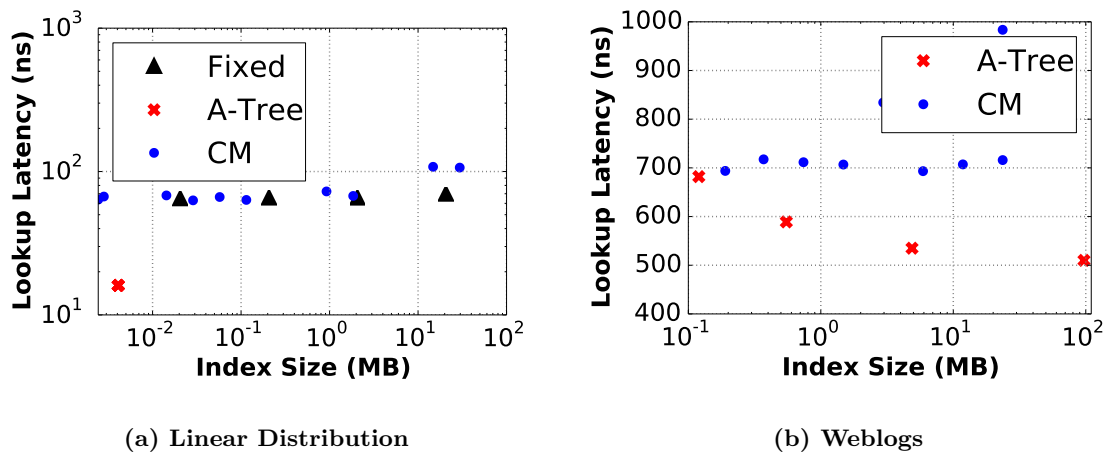 10^3
10^2
10^1
Lookup Latency (ns)
Fixed
A-Tree
CM
10^-2 10^-1 10^0 10^1 10^2
Index Size (MB)
(a) Linear Distribution
1000
900
800
700
600
500
400
Lookup Latency (ns)
A-Tree
CM
10^-1 10^0 10^1 10^2
Index Size (MB)
(b) Weblogs